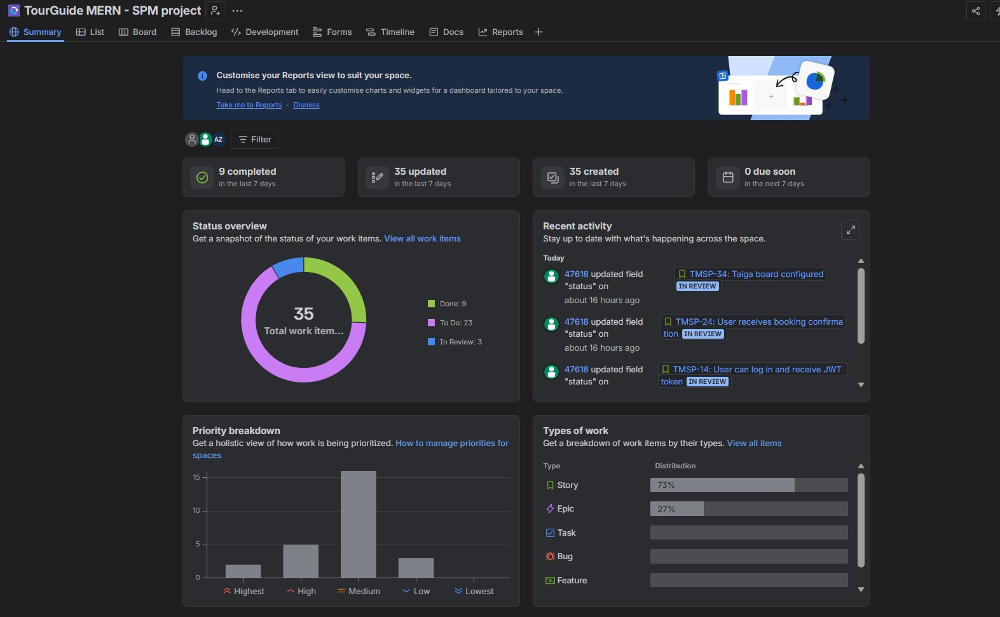 TourGuide MERN - SPM project
Summary
List
Board
Backlog
Development
Forms
Timeline
Docs
Reports
Customise your Reports view to suit your space.
Head to the Reports tab to easily customise charts and widgets for a dashboard tailored to your space.
Take me to Reports · Dismiss
AZ
Filter
9 completed
in the last 7 days
35 updated
in the last 7 days
35 created
in the last 7 days
0 due soon
in the next 7 days
Status overview
Get a snapshot of the status of your work items. View all work items
35
Total work item...
Done: 9
To Do: 23
In Review: 3
Recent activity
Stay up to date with what's happening across the space.
Today
47618 updated field
"status" on
TMSP-34: Taiga board configured
IN REVIEW
about 16 hours ago
47618 updated field
"status" on
TMSP-24: User receives booking confirma
tion IN REVIEW
about 16 hours ago
47618 updated field
"status" on
TMSP-14: User can log in and receive JWT
token IN REVIEW
Priority breakdown
Get a holistic view of how work is being prioritized. How to manage priorities for
spaces
15
10
5
0
Highest
High
Medium
Low
Lowest
Types of work
Get a breakdown of work items by their types. View all items
Type
Distribution
Story
73%
Epic
27%
Task
Bug
Feature